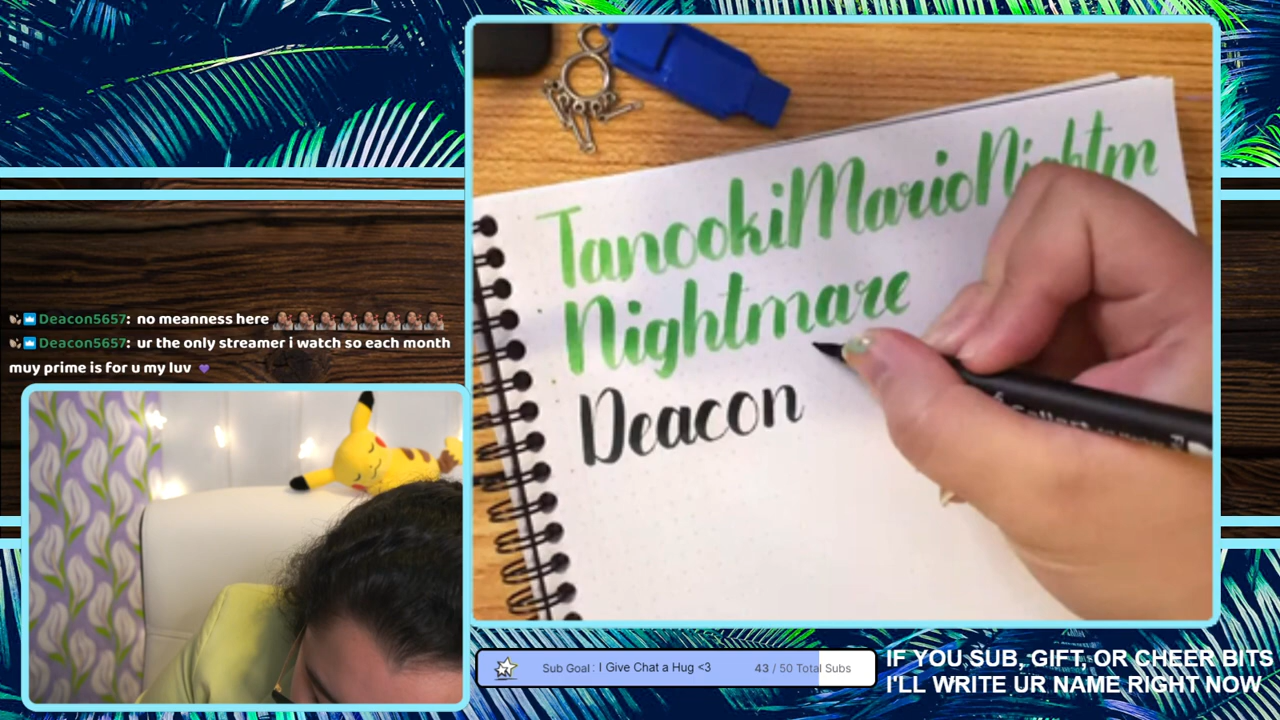 Deacon5657: no meanness here
Deacon5657: ur the only streamer i watch so each month
muy prime is for u my luv
TanookiMarioNightm
Nightmare
Deacon
Sub Goal: I Give Chat a Hug <3 43 / 50 Total Subs
IF YOU SUB, GIFT, OR CHEER BITS
I'LL WRITE UR NAME RIGHT NOW